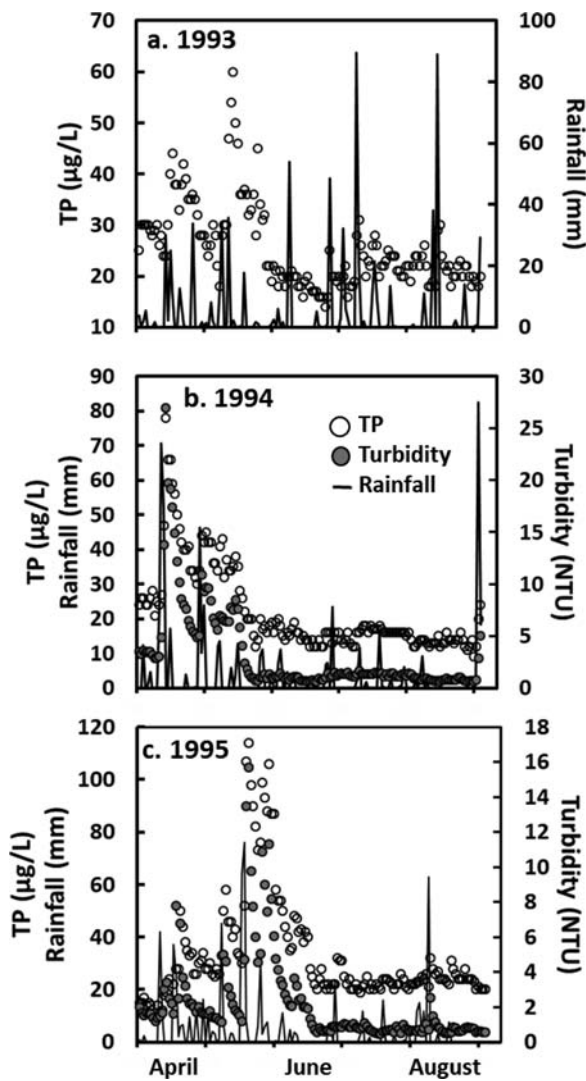 a. 1993
TP (µg/L)
70
60
50
40
30
20
10
100
80
60
40
20
0
Rainfall (mm)
b. 1994
TP
Turbidity
Rainfall
TP (µg/L)
Rainfall (mm)
90
80
70
60
50
40
30
20
10
0
30
25
20
15
10
5
0
Turbidity (NTU)
c. 1995
TP (µg/L)
Rainfall (mm)
120
100
80
60
40
20
0
18
16
14
12
10
8
6
4
2
0
Turbidity (NTU)
April
June
August